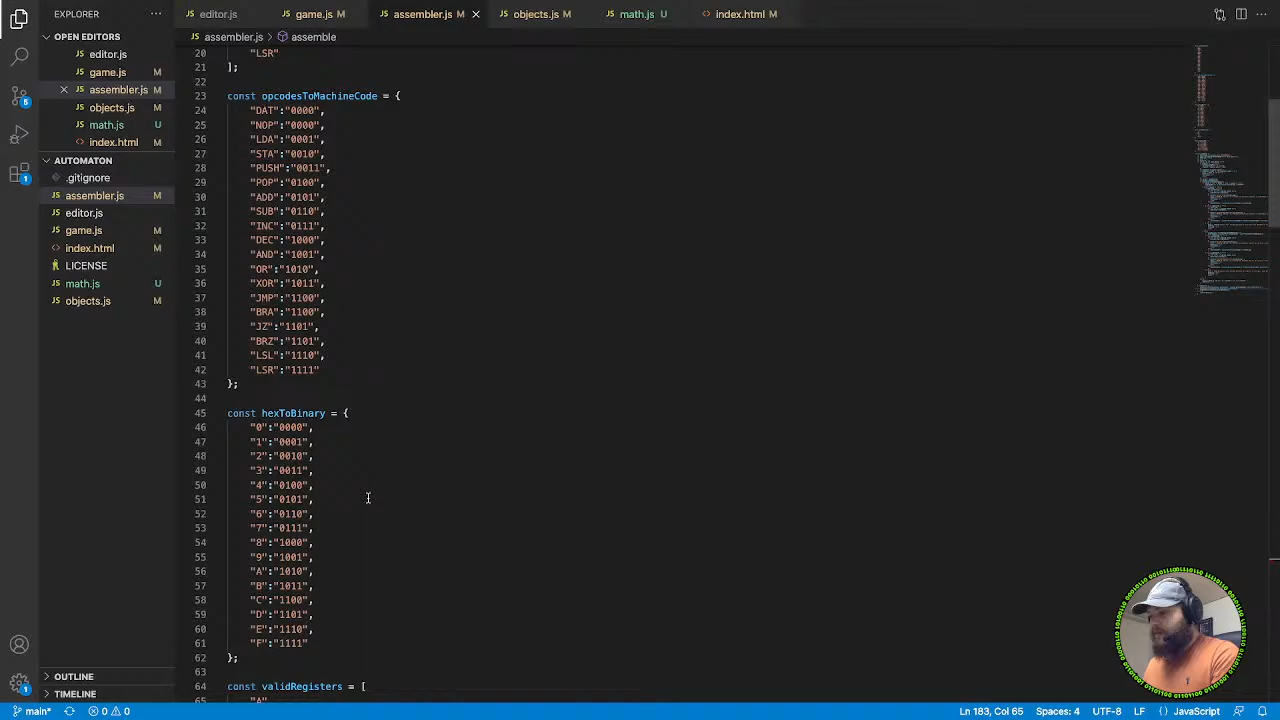 EXPLORER
OPEN EDITORS
editor.js
game.js M
assembler.js M
objects.js M
math.js U
index.html M
AUTOMATON
.gitignore
assembler.js M
editor.js
game.js M
index.html M
LICENSE
math.js U
objects.js M
OUTLINE
TIMELINE
editor.js game.js M assembler.js M objects.js M math.js U index.html M
assembler.js > assemble
20 "LSR"
21 ];
22
23 const opcodesToMachineCode = {
24 "DAT":"0000",
25 "NOP":"0000",
26 "LDA":"0001",
27 "STA":"0010",
28 "PUSH":"0011",
29 "POP":"0100",
30 "ADD":"0101",
31 "SUB":"0110",
32 "INC":"0111",
33 "DEC":"1000",
34 "AND":"1001",
35 "OR":"1010",
36 "XOR":"1011",
37 "JMP":"1100",
38 "BRA":"1100",
39 "JZ":"1101",
40 "BRZ":"1101",
41 "LSL":"1110",
42 "LSR":"1111"
43 };
44
45 const hexToBinary = {
46 "0":"0000",
47 "1":"0001",
48 "2":"0010",
49 "3":"0011",
50 "4":"0100",
51 "5":"0101",
52 "6":"0110",
53 "7":"0111",
54 "8":"1000",
55 "9":"1001",
56 "A":"1010",
57 "B":"1011",
58 "C":"1100",
59 "D":"1101",
60 "E":"1110",
61 "F":"1111"
62 };
63
64 const validRegisters = [
65 "A"
main* 0 0 Ln 183, Col 65 Spaces: 4 UTF-8 LF JavaScript